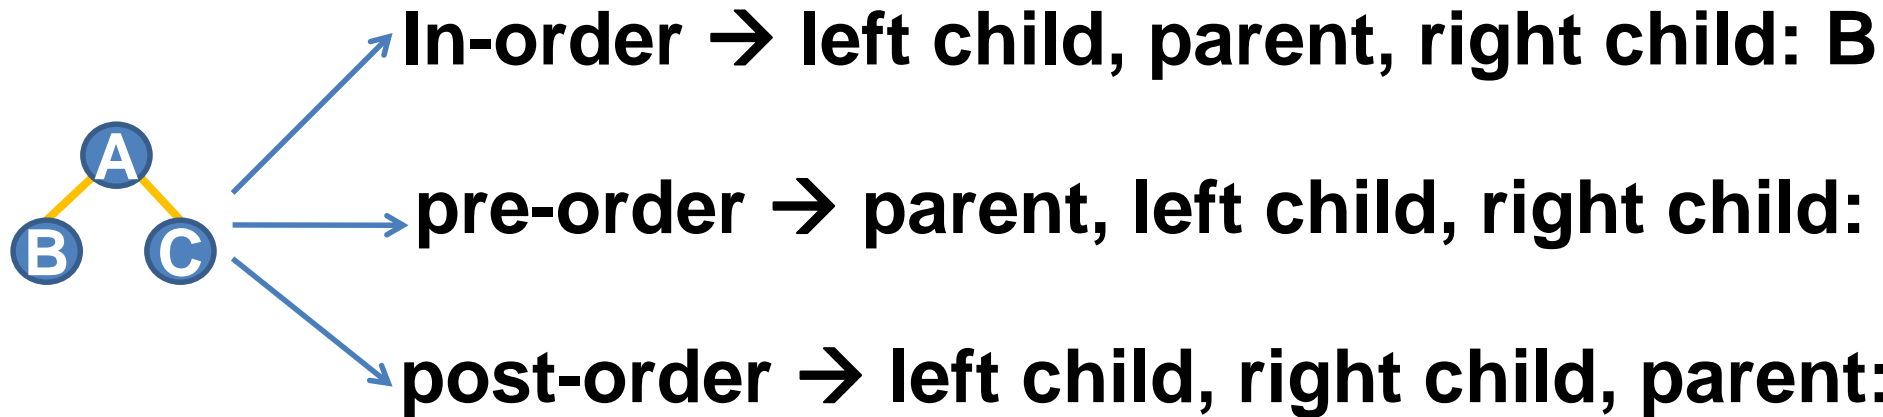 In-order → left child, parent, right child: B
A
pre-order → parent, left child, right child:
B C
post-order → left child, right child, parent: